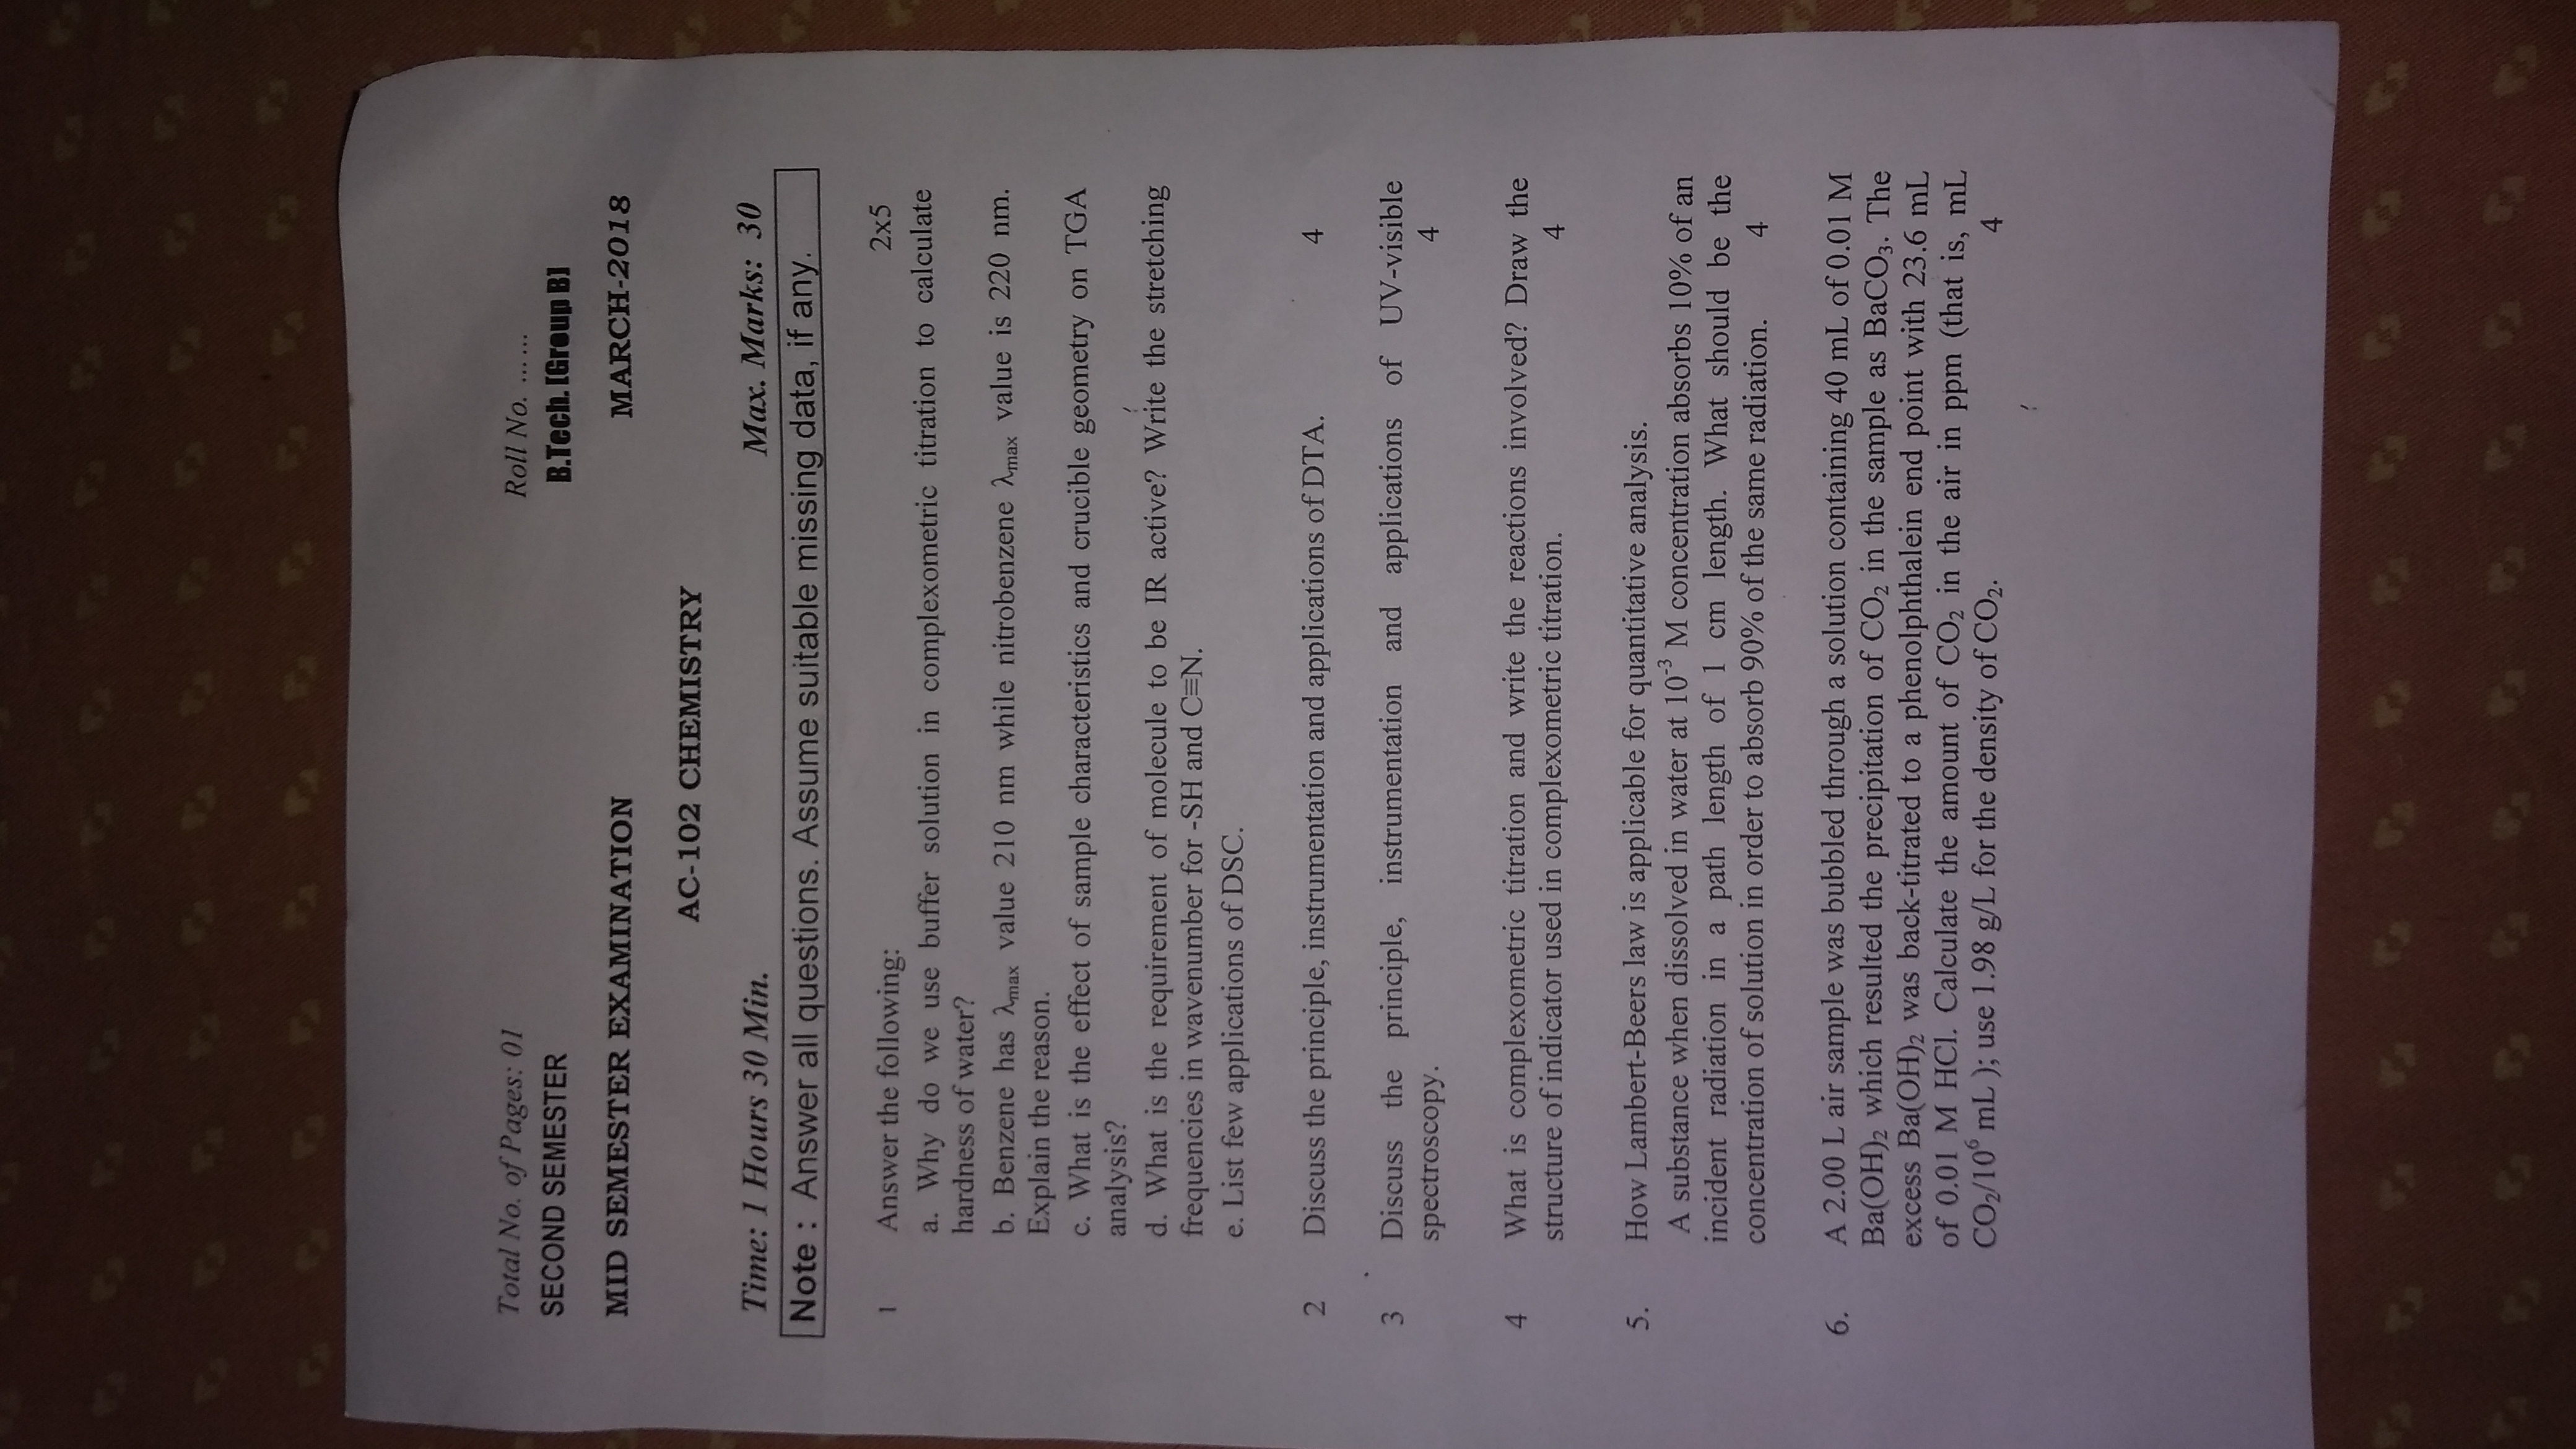 Total No. of Pages: 01 Roll No. ......
SECOND SEMESTER B.Tech. [Group B]
MID SEMESTER EXAMINATION MARCH-2018
AC-102 CHEMISTRY
Time: 1 Hours 30 Min. Max. Marks: 30
Note : Answer all questions. Assume suitable missing data, if any.
1 Answer the following: 2x5
a. Why do we use buffer solution in complexometric titration to calculate
hardness of water?
b. Benzene has λmax value 210 nm while nitrobenzene λmax value is 220 nm.
Explain the reason.
c. What is the effect of sample characteristics and crucible geometry on TGA
analysis?
d. What is the requirement of molecule to be IR active? Write the stretching
frequencies in wavenumber for -SH and C≡N.
e. List few applications of DSC.
2 Discuss the principle, instrumentation and applications of DTA. 4
3 Discuss the principle, instrumentation and applications of UV-visible
spectroscopy. 4
4 What is complexometric titration and write the reactions involved? Draw the
structure of indicator used in complexometric titration. 4
5. How Lambert-Beers law is applicable for quantitative analysis.
A substance when dissolved in water at 10⁻³ M concentration absorbs 10% of an
incident radiation in a path length of 1 cm length. What should be the
concentration of solution in order to absorb 90% of the same radiation. 4
6. A 2.00 L air sample was bubbled through a solution containing 40 mL of 0.01 M
Ba(OH)₂ which resulted the precipitation of CO₂ in the sample as BaCO₃. The
excess Ba(OH)₂ was back-titrated to a phenolphthalein end point with 23.6 mL
of 0.01 M HCl. Calculate the amount of CO₂ in the air in ppm (that is, mL
CO₂/10⁶ mL ); use 1.98 g/L for the density of CO₂. 4